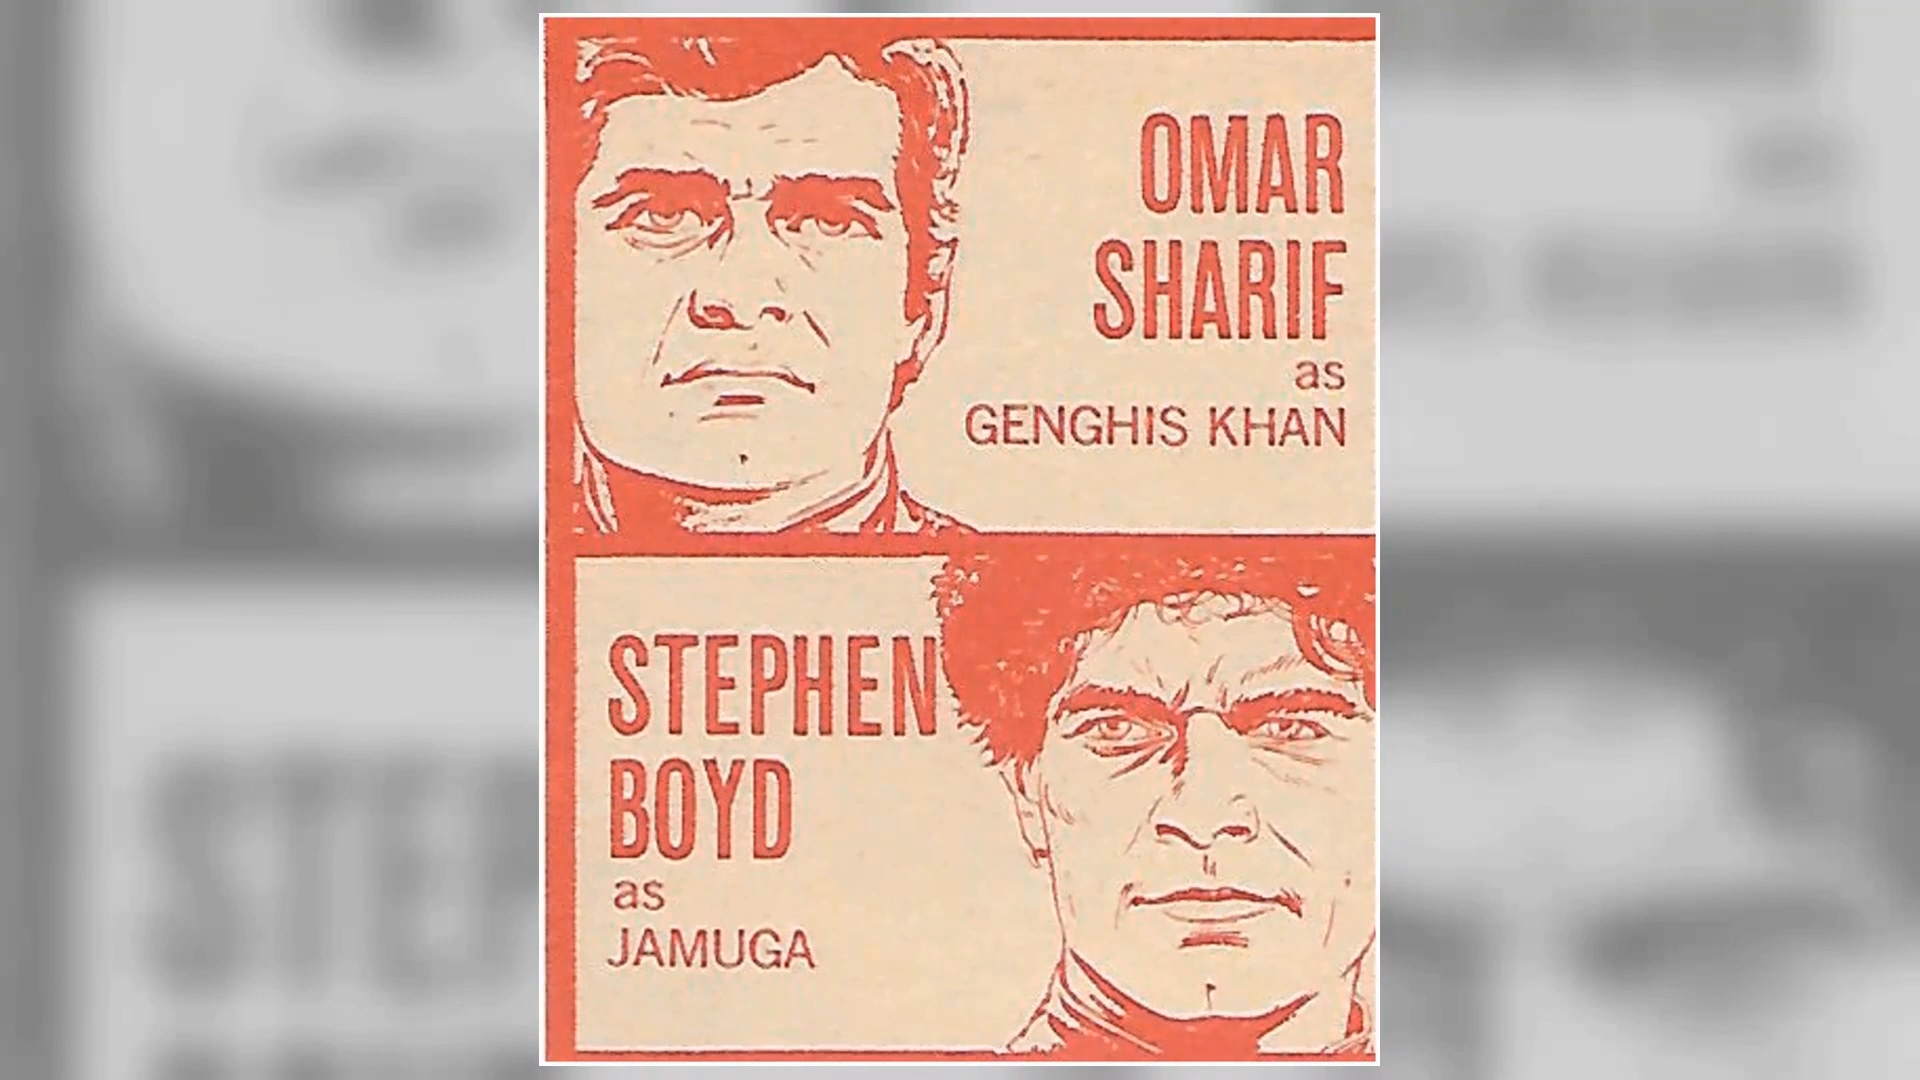 OMAR
SHARIF
as
GENGHIS KHAN
STEPHEN
BOYD
as
JAMUGA